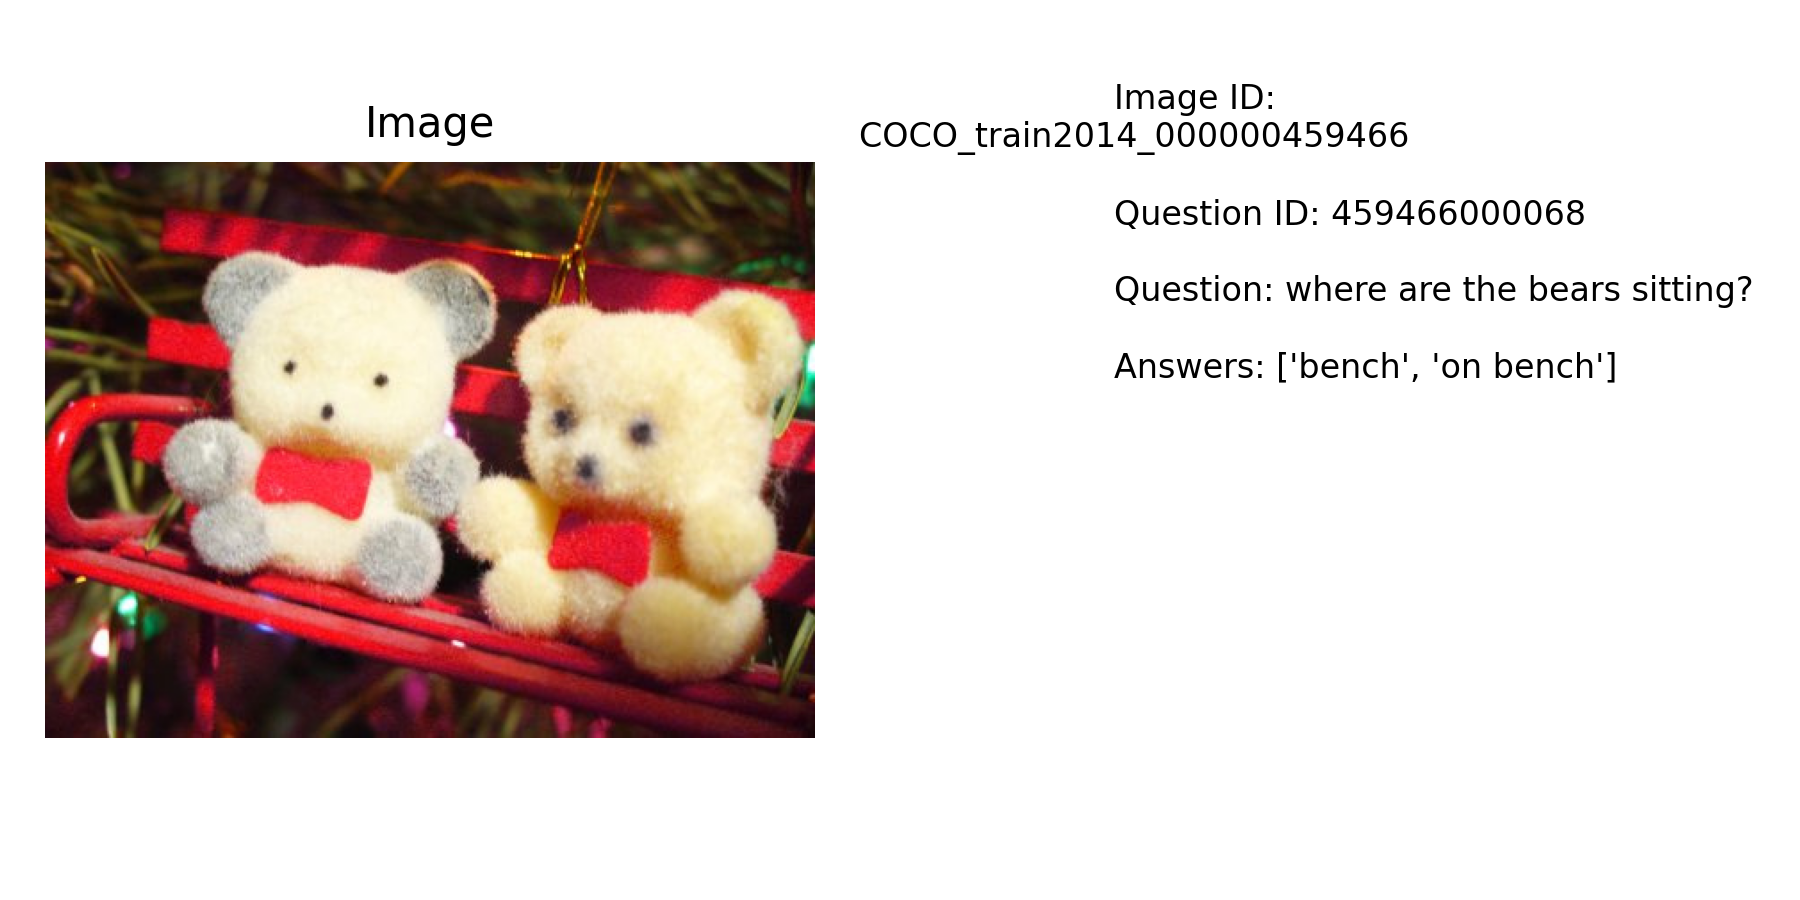 Image
Image ID:
COCO_train2014_000000459466
Question ID: 459466000068
Question: where are the bears sitting?
Answers: ['bench', 'on bench']